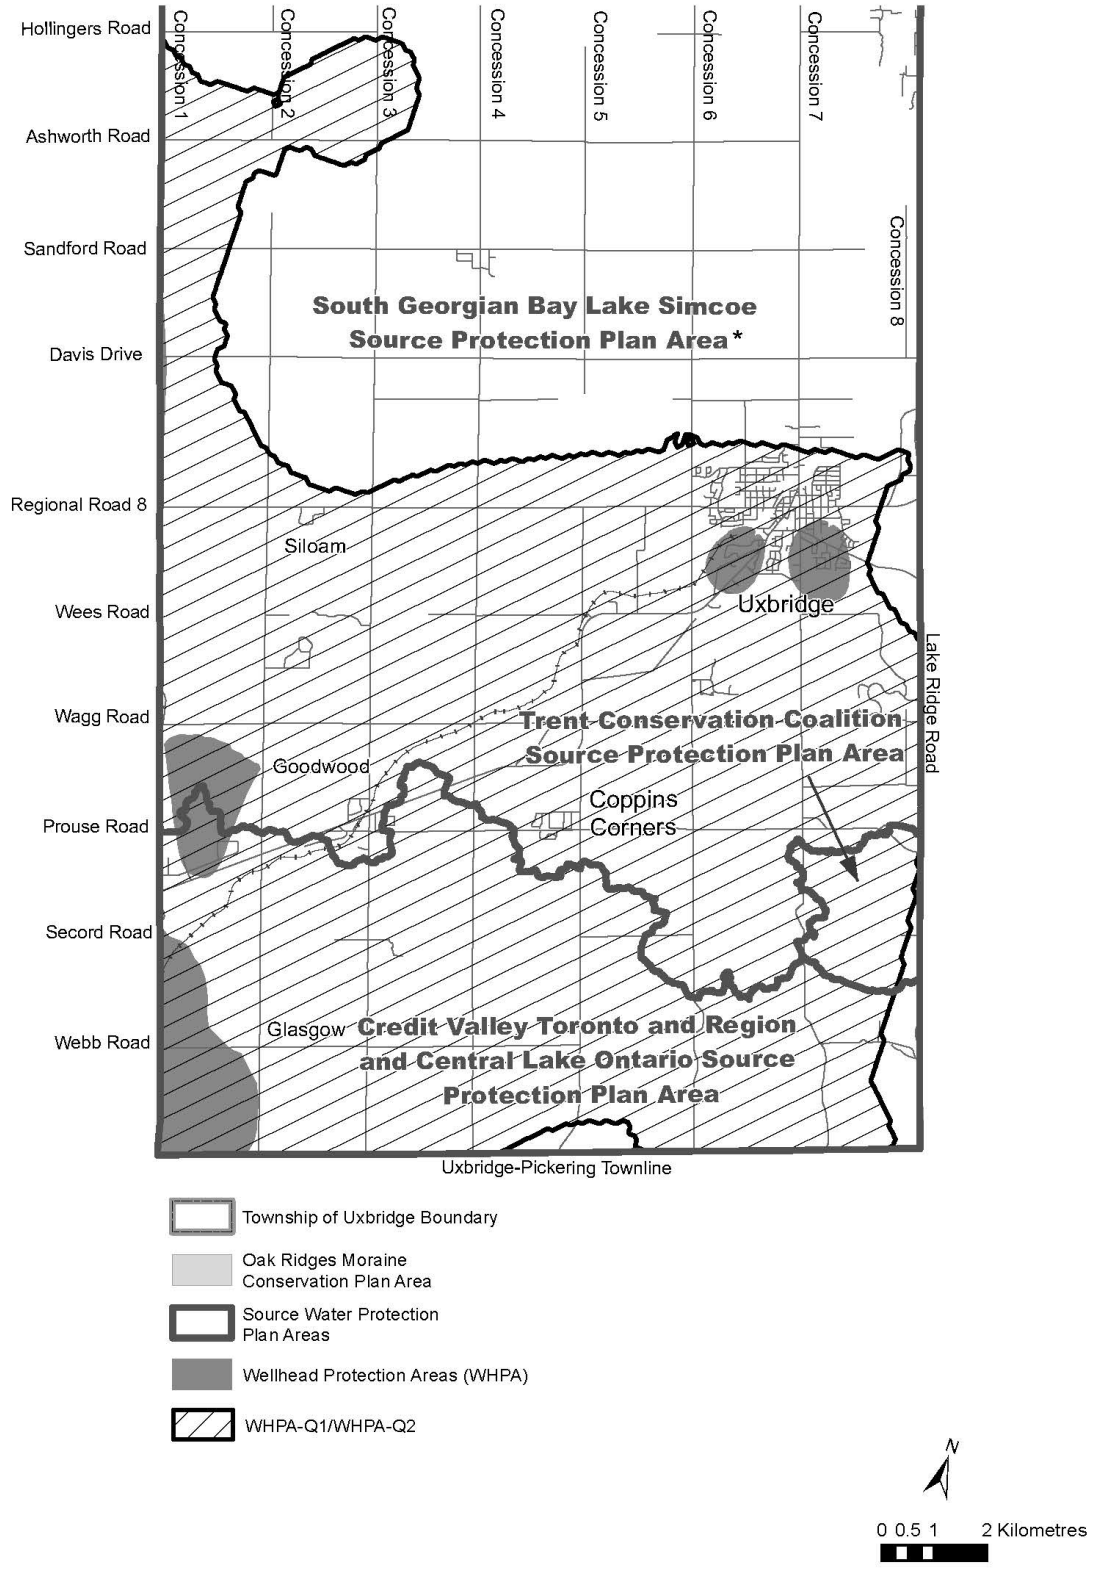 Hollingers Road
Concession 1
Concession 2
Concession 3
Concession 4
Concession 5
Concession 6
Concession 7
Ashworth Road
Sandford Road
Concession 8
South Georgian Bay Lake Simcoe
Source Protection Plan Area*
Davis Drive
Regional Road 8
Siloam
Wees Road
Uxbridge
Lake Ridge Road
Wagg Road
Trent Conservation Coalition
Source Protection Plan Area
Goodwood
Coppins
Corners
Prouse Road
Secord Road
Webb Road
Glasgow
Credit Valley Toronto and Region
and Central Lake Ontario Source
Protection Plan Area
Uxbridge-Pickering Townline
Township of Uxbridge Boundary
Oak Ridges Moraine
Conservation Plan Area
Source Water Protection
Plan Areas
Wellhead Protection Areas (WHPA)
WHPA-Q1/WHPA-Q2
N
0 0.5 1 2 Kilometres